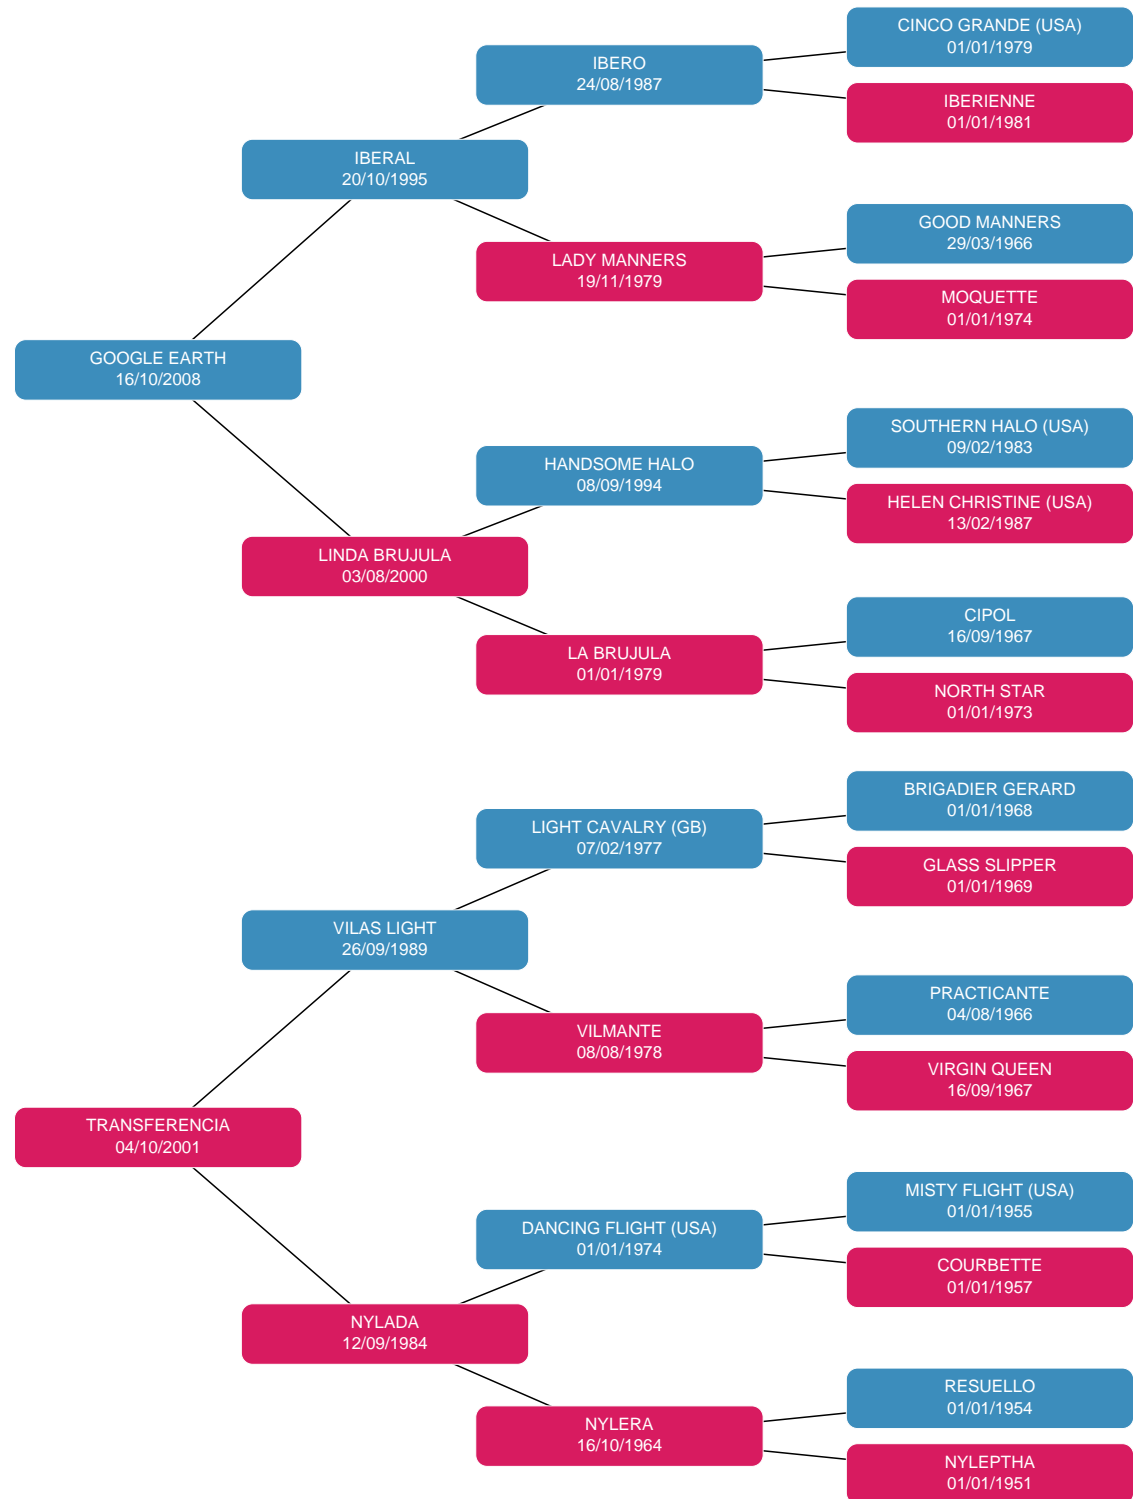 CINCO GRANDE (USA)
01/01/1979
IBERO
24/08/1987
IBERIENNE
01/01/1981
IBERAL
20/10/1995
GOOD MANNERS
29/03/1966
LADY MANNERS
19/11/1979
MOQUETTE
01/01/1974
GOOGLE EARTH
16/10/2008
SOUTHERN HALO (USA)
09/02/1983
HANDSOME HALO
08/09/1994
HELEN CHRISTINE (USA)
13/02/1987
LINDA BRUJULA
03/08/2000
CIPOL
16/09/1967
LA BRUJULA
01/01/1979
NORTH STAR
01/01/1973
BRIGADIER GERARD
01/01/1968
LIGHT CAVALRY (GB)
07/02/1977
GLASS SLIPPER
01/01/1969
VILAS LIGHT
26/09/1989
PRACTICANTE
04/08/1966
VILMANTE
08/08/1978
VIRGIN QUEEN
16/09/1967
TRANSFERENCIA
04/10/2001
MISTY FLIGHT (USA)
01/01/1955
DANCING FLIGHT (USA)
01/01/1974
COURBETTE
01/01/1957
NYLADA
12/09/1984
RESUELLO
01/01/1954
NYLERA
16/10/1964
NYLEPTHA
01/01/1951